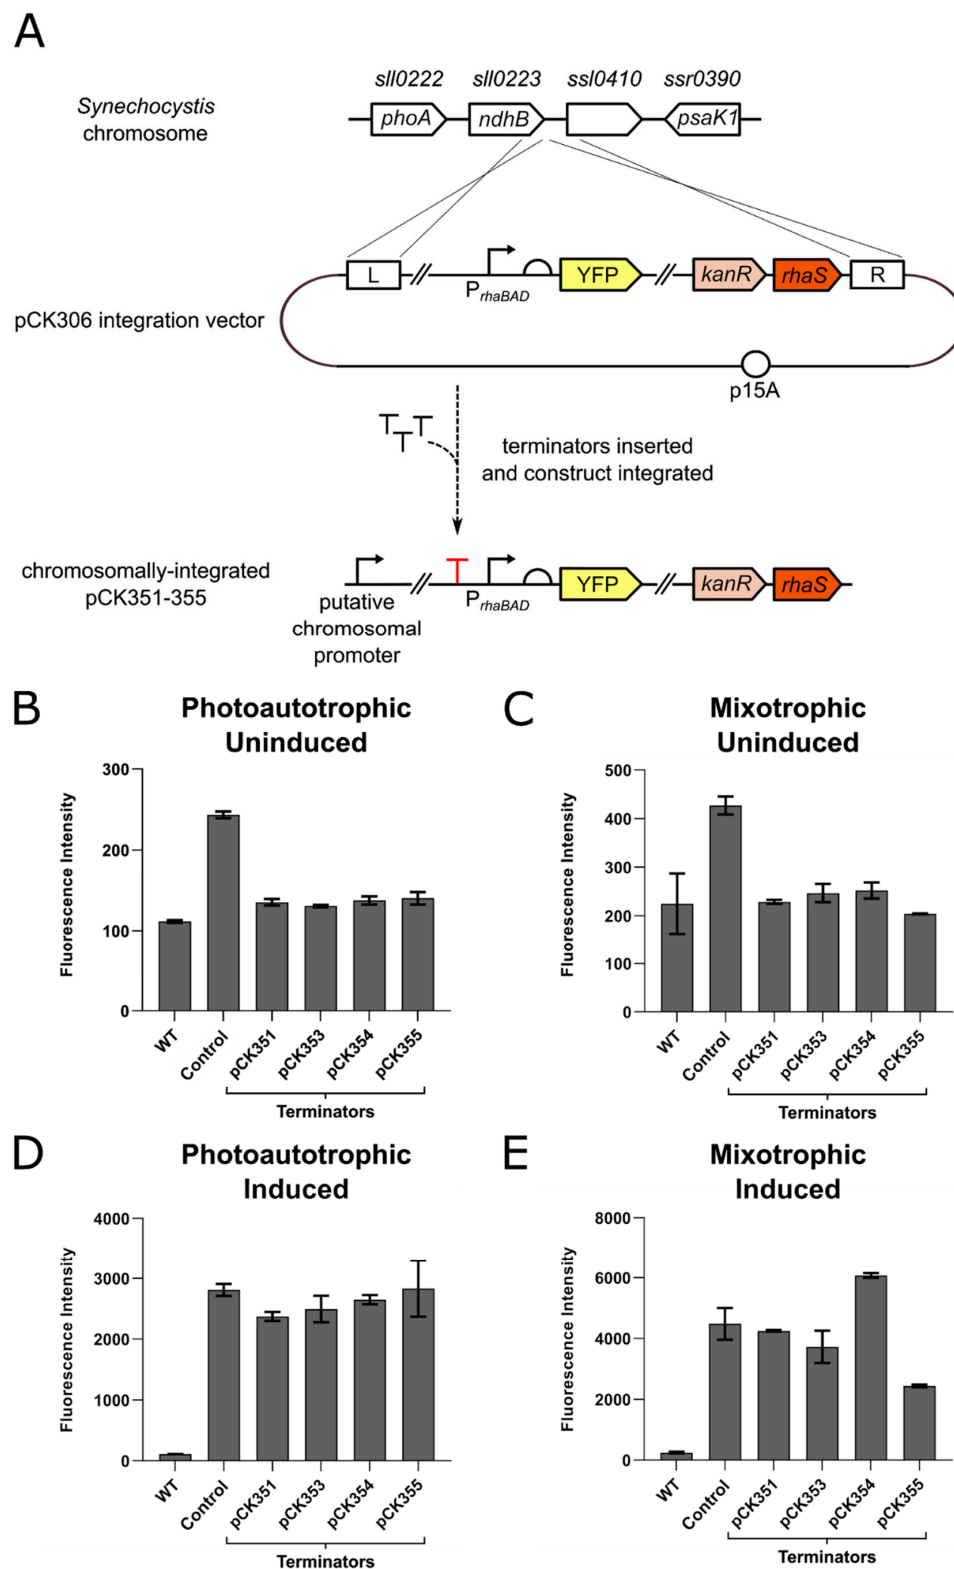 A
sll0222 sll0223 ssl0410 ssr0390
Synechocystis
chromosome
phoA ndhB psaK1
L YFP kanR rhaS R
PrhaBAD
pCK306 integration vector
p15A
terminators inserted
and construct integrated
chromosomally-integrated
pCK351-355
YFP kanR rhaS
PrhaBAD
putative
chromosomal
promoter
B
Photoautotrophic
Uninduced
Fluorescence Intensity
300
200
100
0
WT Control pCK351 pCK353 pCK354 pCK355
Terminators
C
Mixotrophic
Uninduced
Fluorescence Intensity
500
400
300
200
100
0
WT Control pCK351 pCK353 pCK354 pCK355
Terminators
D
Photoautotrophic
Induced
Fluorescence Intensity
4000
3000
2000
1000
0
WT Control pCK351 pCK353 pCK354 pCK355
Terminators
E
Mixotrophic
Induced
Fluorescence Intensity
8000
6000
4000
2000
0
WT Control pCK351 pCK353 pCK354 pCK355
Terminators